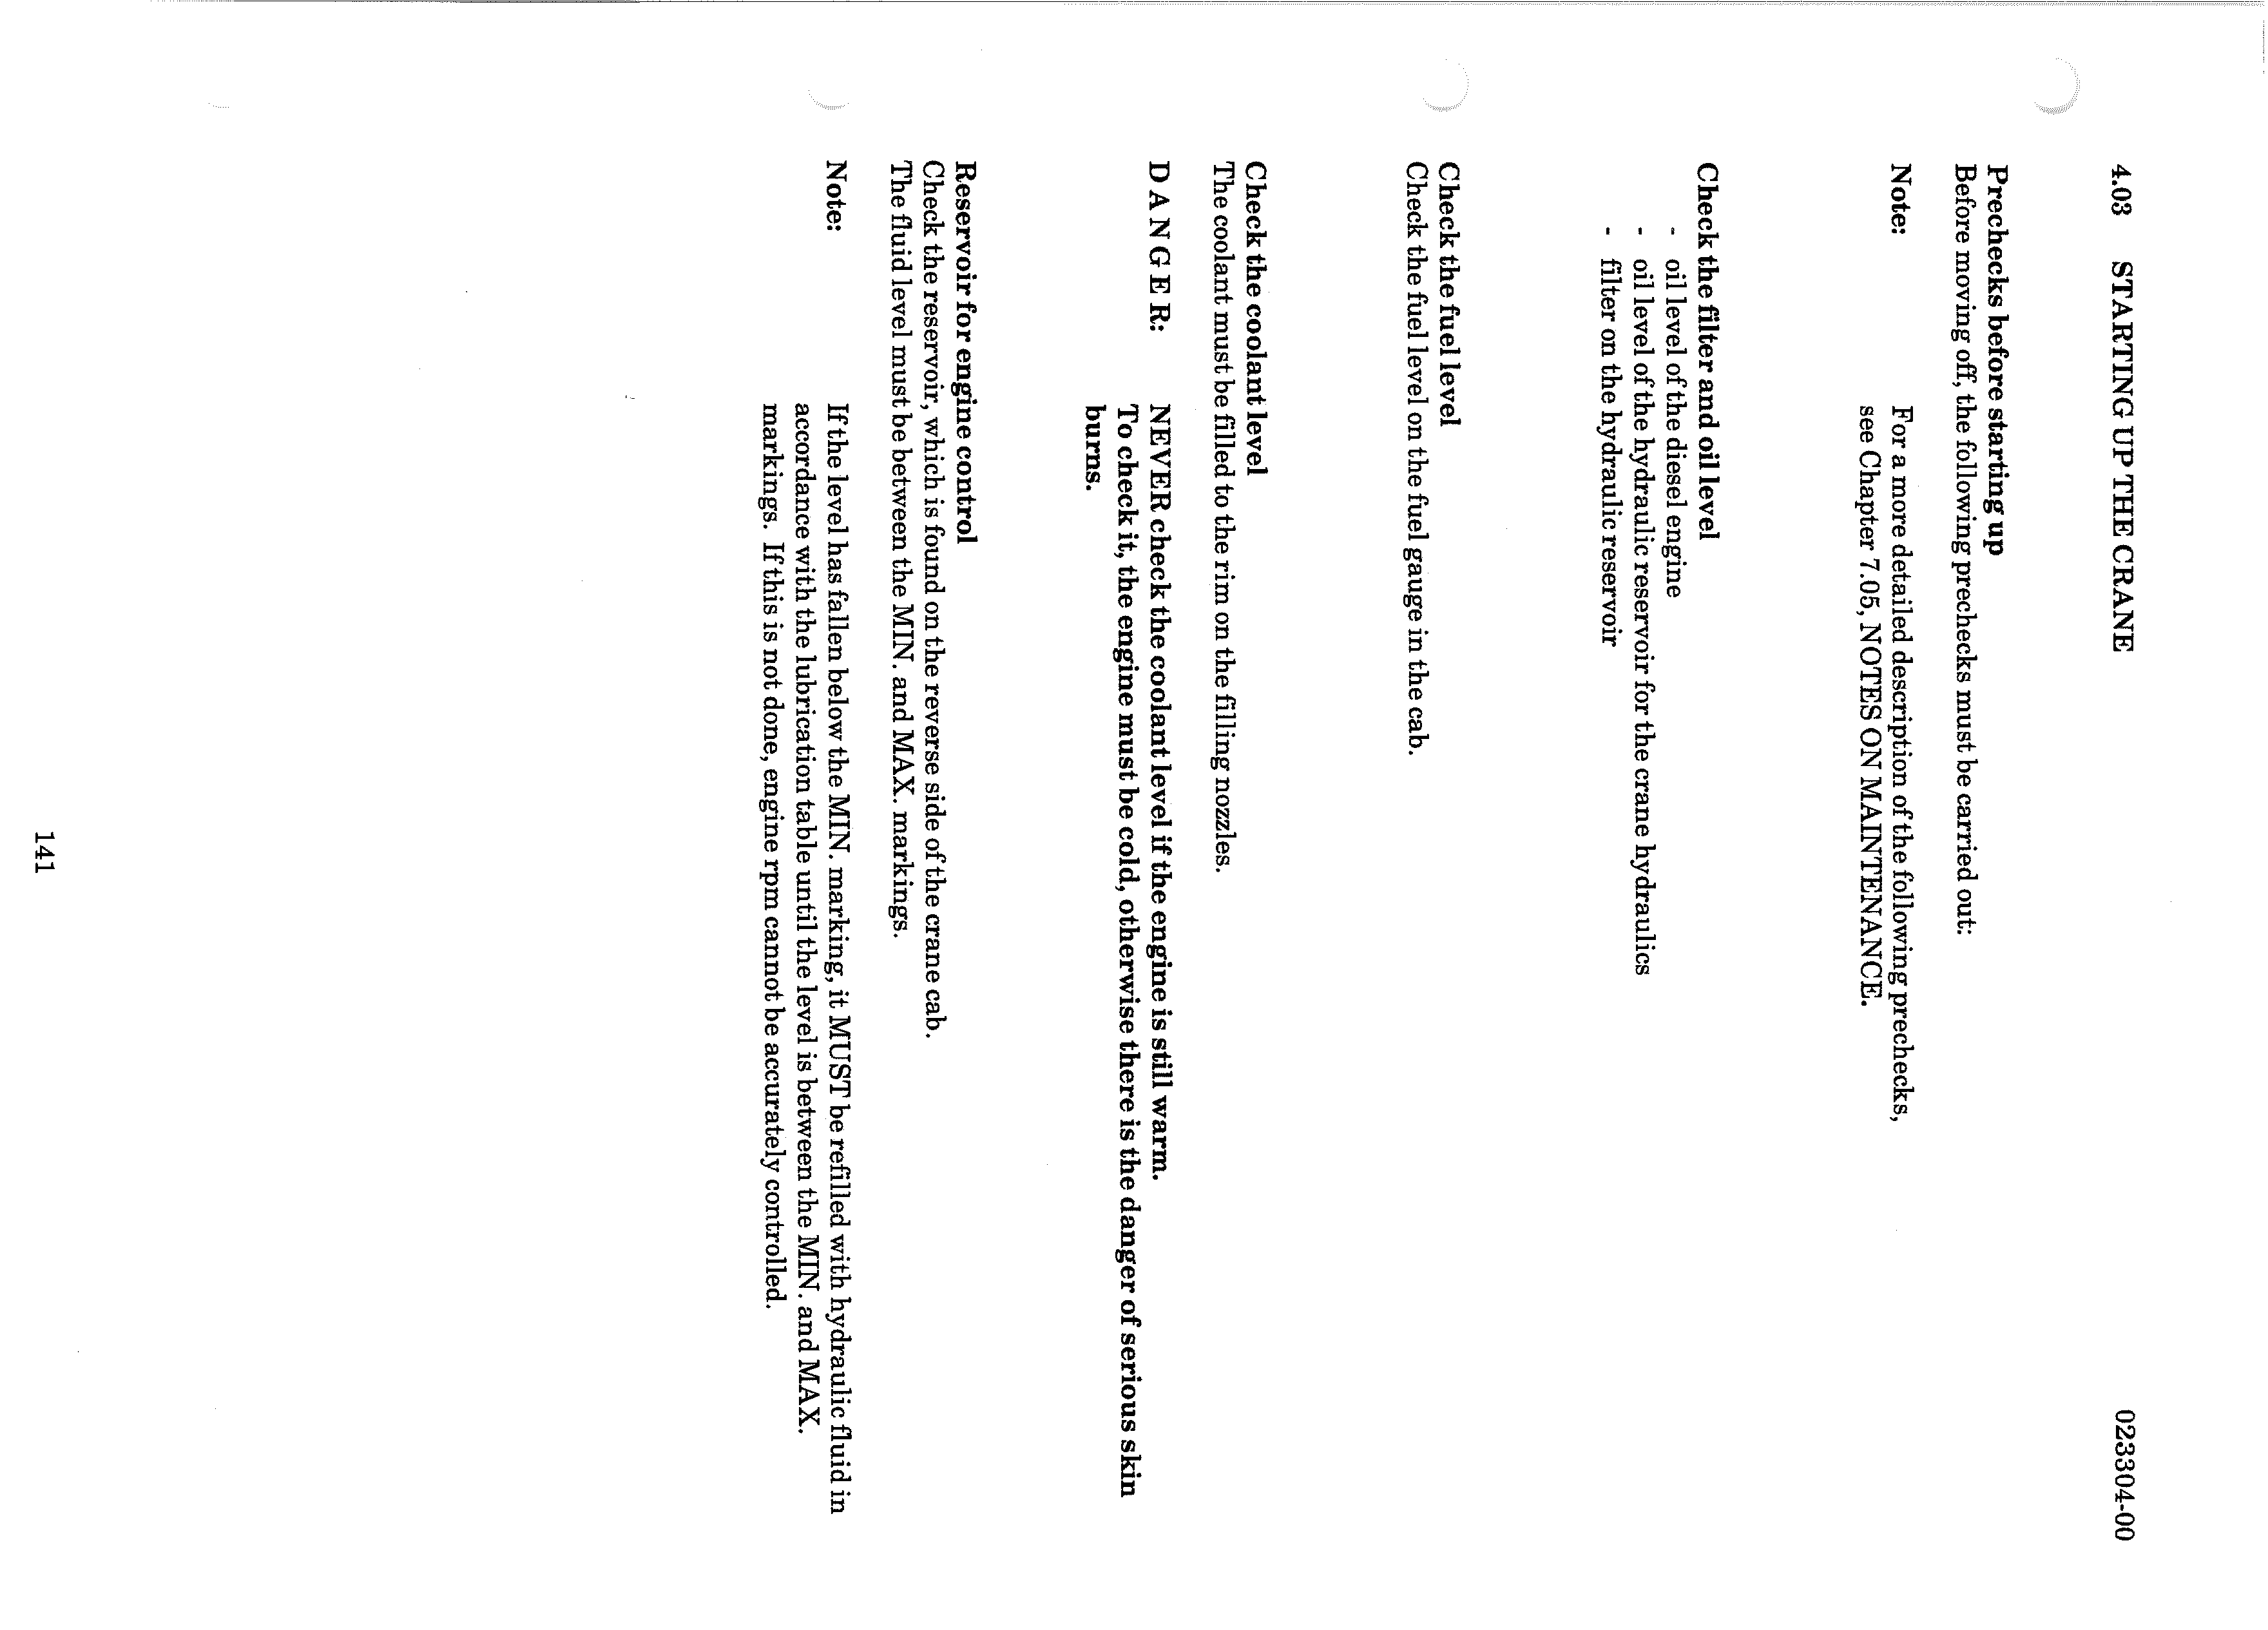 4.03 STARTING UP THE CRANE 023304-00
Prechecks before starting up
Before moving off, the following prechecks must be carried out:
Note: For a more detailed description of the following prechecks,
see Chapter 7.05, NOTES ON MAINTENANCE.
Check the filter and oil level
- oil level of the diesel engine
- oil level of the hydraulic reservoir for the crane hydraulics
- filter on the hydraulic reservoir
Check the fuel level
Check the fuel level on the fuel gauge in the cab.
Check the coolant level
The coolant must be filled to the rim on the filling nozzles.
D A N G E R: NEVER check the coolant level if the engine is still warm.
To check it, the engine must be cold, otherwise there is the danger of serious skin
burns.
Reservoir for engine control
Check the reservoir, which is found on the reverse side of the crane cab.
The fluid level must be between the MIN. and MAX. markings.
Note: If the level has fallen below the MIN. marking, it MUST be refilled with hydraulic fluid in
accordance with the lubrication table until the level is between the MIN. and MAX.
markings. If this is not done, engine rpm cannot be accurately controlled.
141